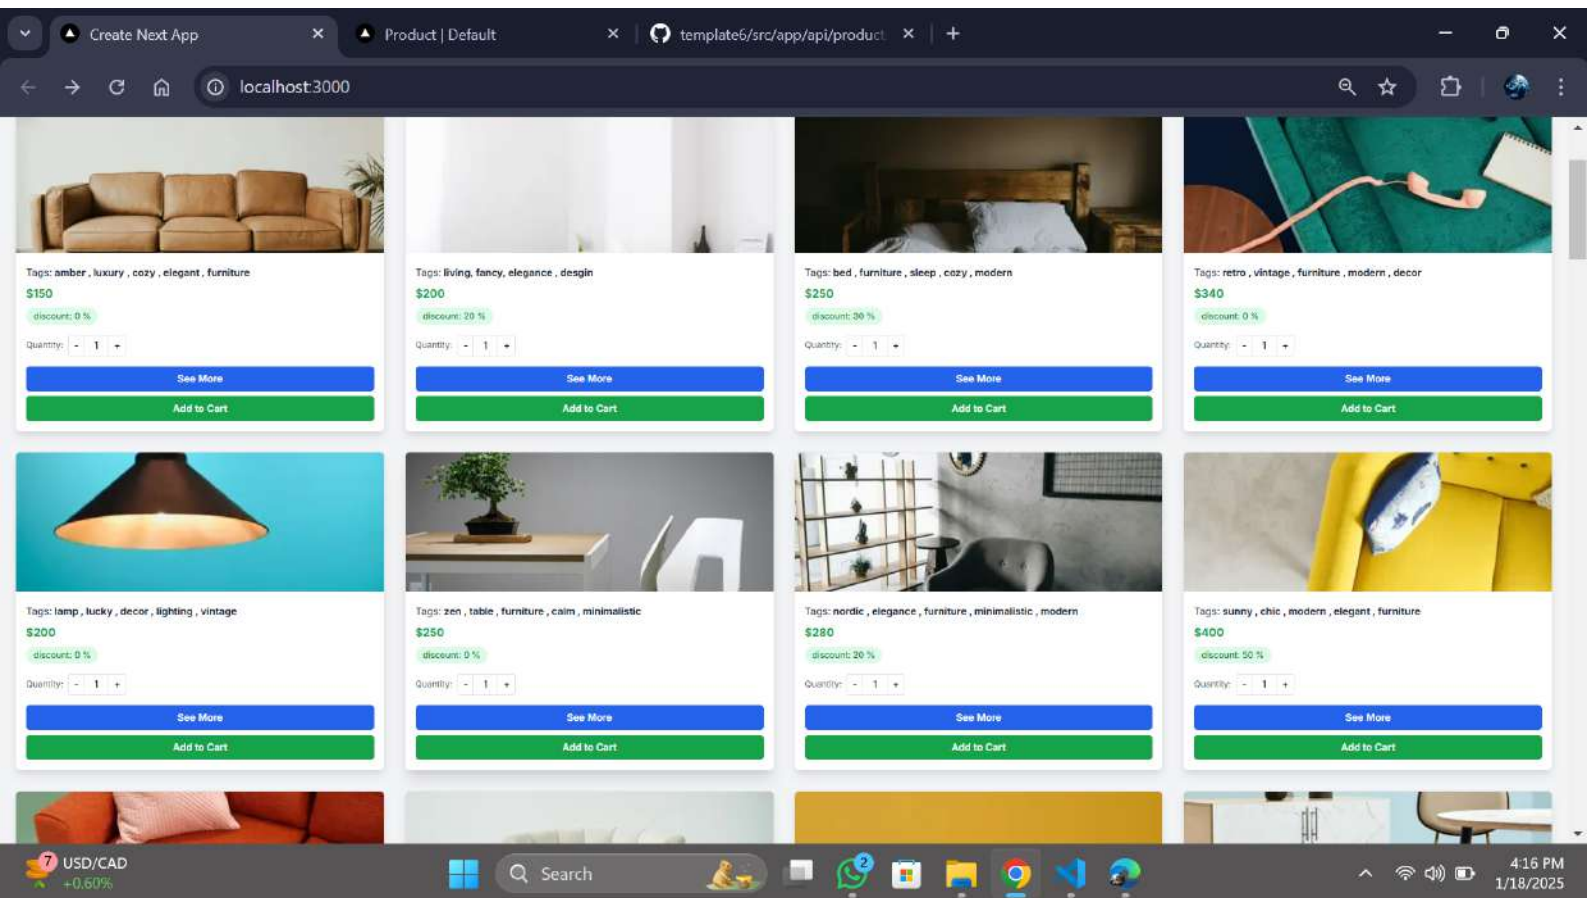 Create Next App
Product | Default
template6/src/app/api/product
localhost:3000
Tags: amber , luxury , cozy , elegant , furniture
$150
discount: 0 %
Quantity: - 1 +
See More
Add to Cart
Tags: living, fancy, elegance , desgin
$200
discount: 20 %
Quantity: - 1 +
See More
Add to Cart
Tags: bed , furniture , sleep , cozy , modern
$250
discount: 30 %
Quantity: - 1 +
See More
Add to Cart
Tags: retro , vintage , furniture , modern , decor
$340
discount: 0 %
Quantity: - 1 +
See More
Add to Cart
Tags: lamp , lucky , decor , lighting , vintage
$200
discount: 0 %
Quantity: - 1 +
See More
Add to Cart
Tags: zen , table , furniture , calm , minimalistic
$250
discount: 0 %
Quantity: - 1 +
See More
Add to Cart
Tags: nordic , elegance , furniture , minimalistic , modern
$280
discount: 20 %
Quantity: - 1 +
See More
Add to Cart
Tags: sunny , chic , modern , elegant , furniture
$400
discount: 50 %
Quantity: - 1 +
See More
Add to Cart
7
USD/CAD
+0.60%
Search
2
4:16 PM
1/18/2025